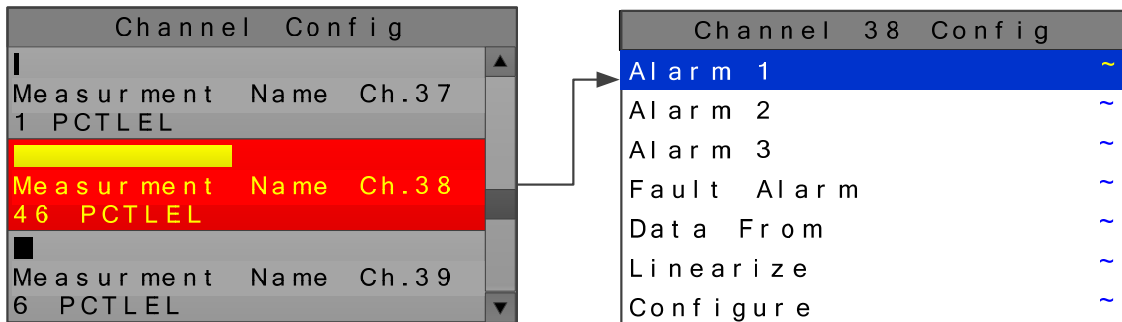 Channel Config
Measurment Name Ch.37
1 PCTLEL
Measurment Name Ch.38
46 PCTLEL
Measurment Name Ch.39
6 PCTLEL
Channel 38 Config
Alarm 1 ~
Alarm 2 ~
Alarm 3 ~
Fault Alarm ~
Data From ~
Linearize ~
Configure ~